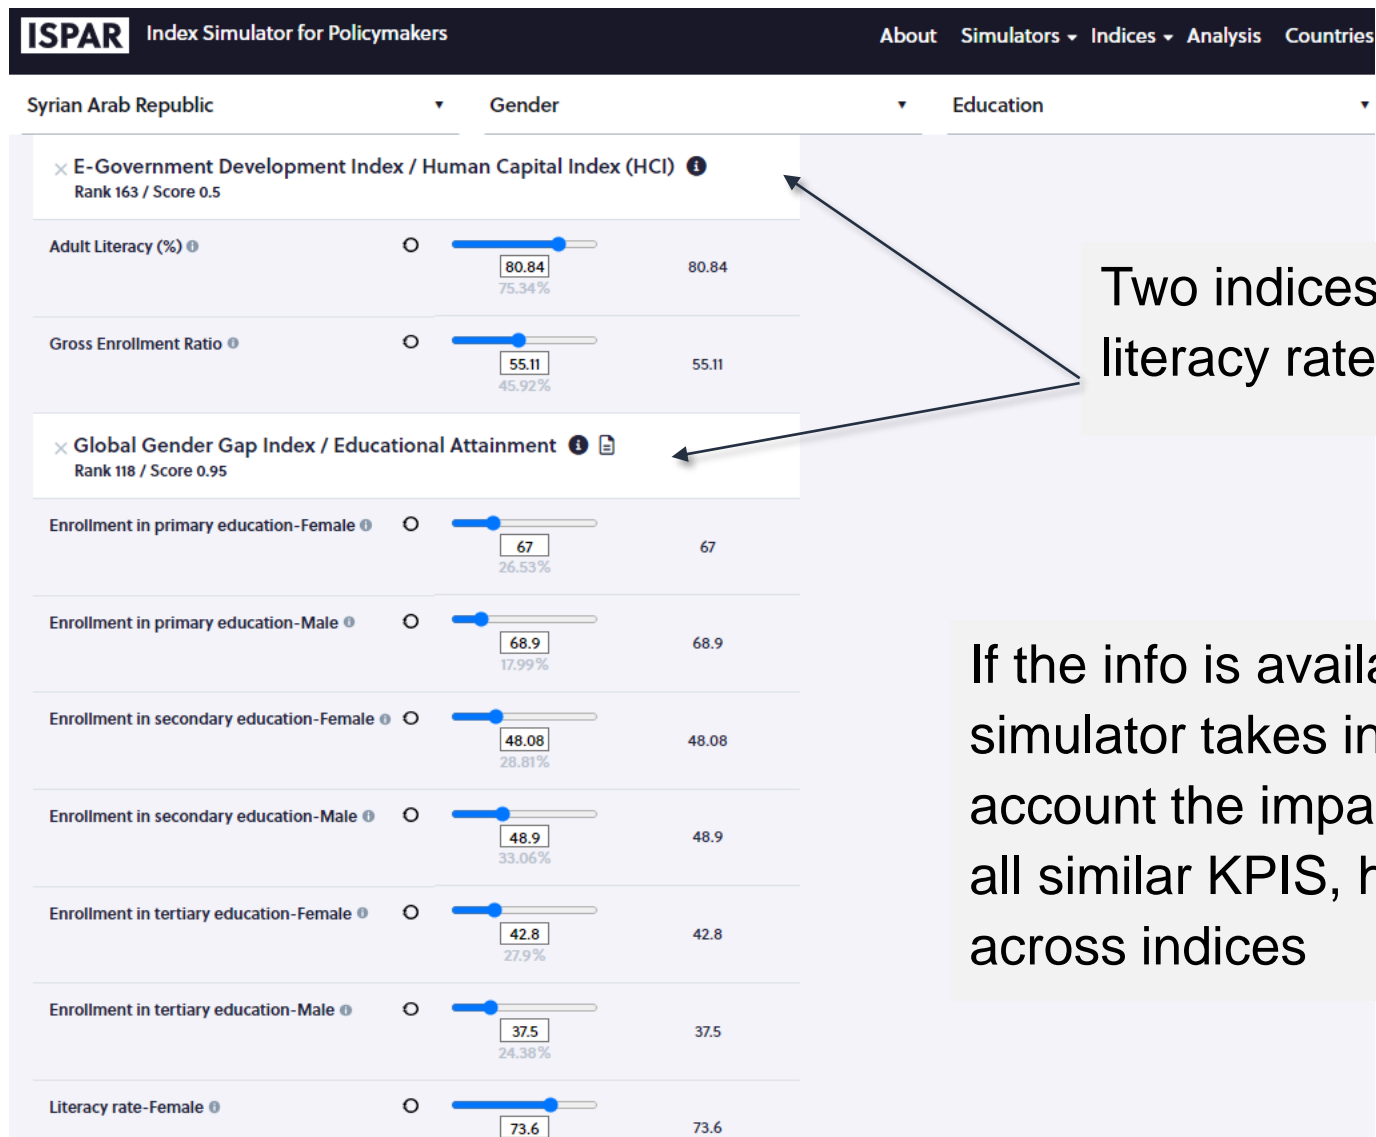 ISPAR Index Simulator for Policymakers
About Simulators Indices Analysis Countries
Syrian Arab Republic Gender Education
E-Government Development Index / Human Capital Index (HCI)
Rank 163 / Score 0.5
Adult Literacy (%)
80.84 80.84
75.34%
Gross Enrollment Ratio
55.11 55.11
45.92%
Global Gender Gap Index / Educational Attainment
Rank 118 / Score 0.95
Enrollment in primary education-Female
67 67
26.53%
Enrollment in primary education-Male
68.9 68.9
17.99%
Enrollment in secondary education-Female
48.08 48.08
28.81%
Enrollment in secondary education-Male
48.9 48.9
33.06%
Enrollment in tertiary education-Female
42.8 42.8
27.9%
Enrollment in tertiary education-Male
37.5 37.5
24.38%
Literacy rate-Female
73.6 73.6
Two indices
literacy rate
If the info is
simulator takes
account the
all similar KPIS,
across indices